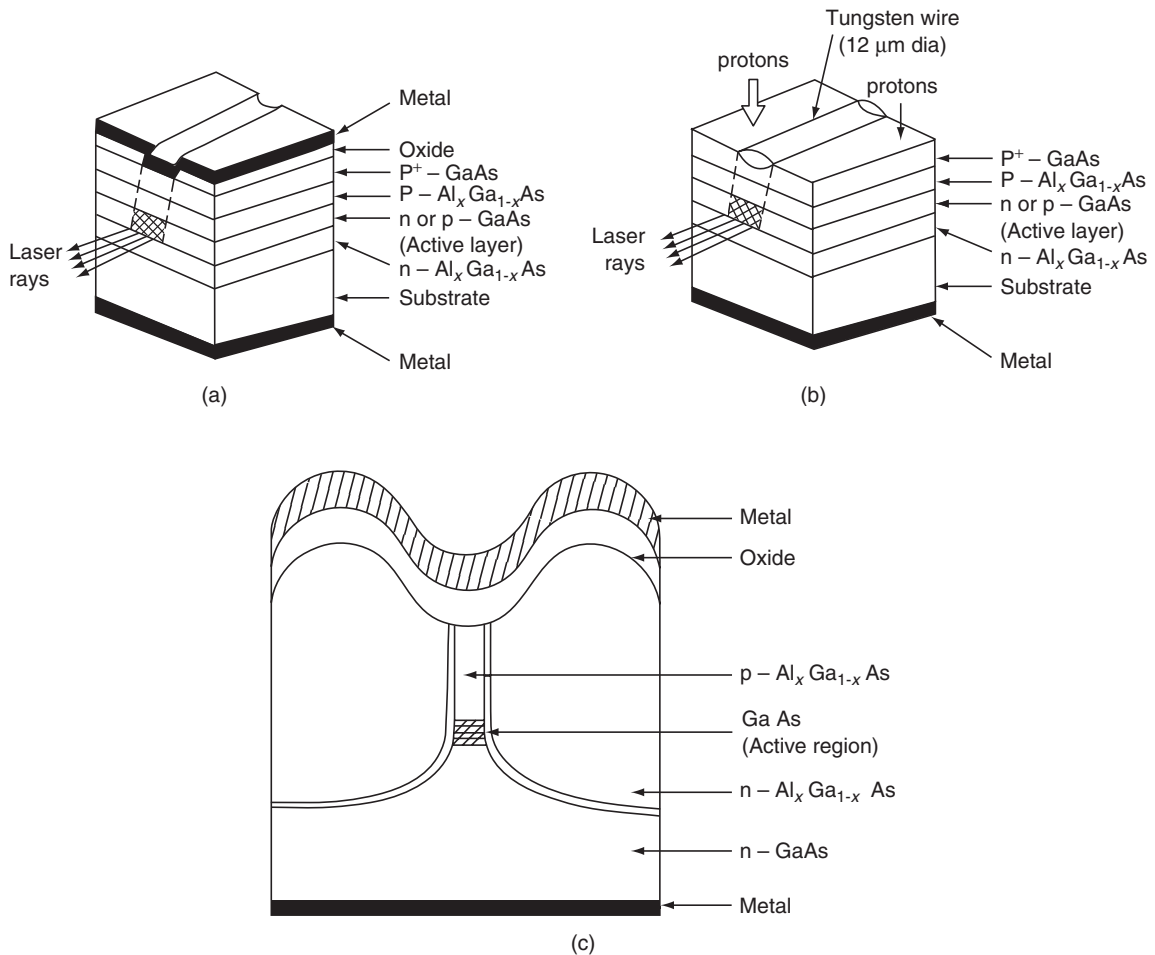 Metal
Oxide
P⁺ – GaAs
P – AlₓGa₁₋ₓAs
n or p – GaAs
(Active layer)
n – AlₓGa₁₋ₓAs
Substrate
Metal
Laser
rays
(a)
Tungsten wire
(12 μm dia)
protons
protons
P⁺ – GaAs
P – AlₓGa₁₋ₓAs
n or p – GaAs
(Active layer)
n – AlₓGa₁₋ₓAs
Substrate
Metal
Laser
rays
(b)
Metal
Oxide
p – AlₓGa₁₋ₓAs
Ga As
(Active region)
n – AlₓGa₁₋ₓ As
n – GaAs
Metal
(c)